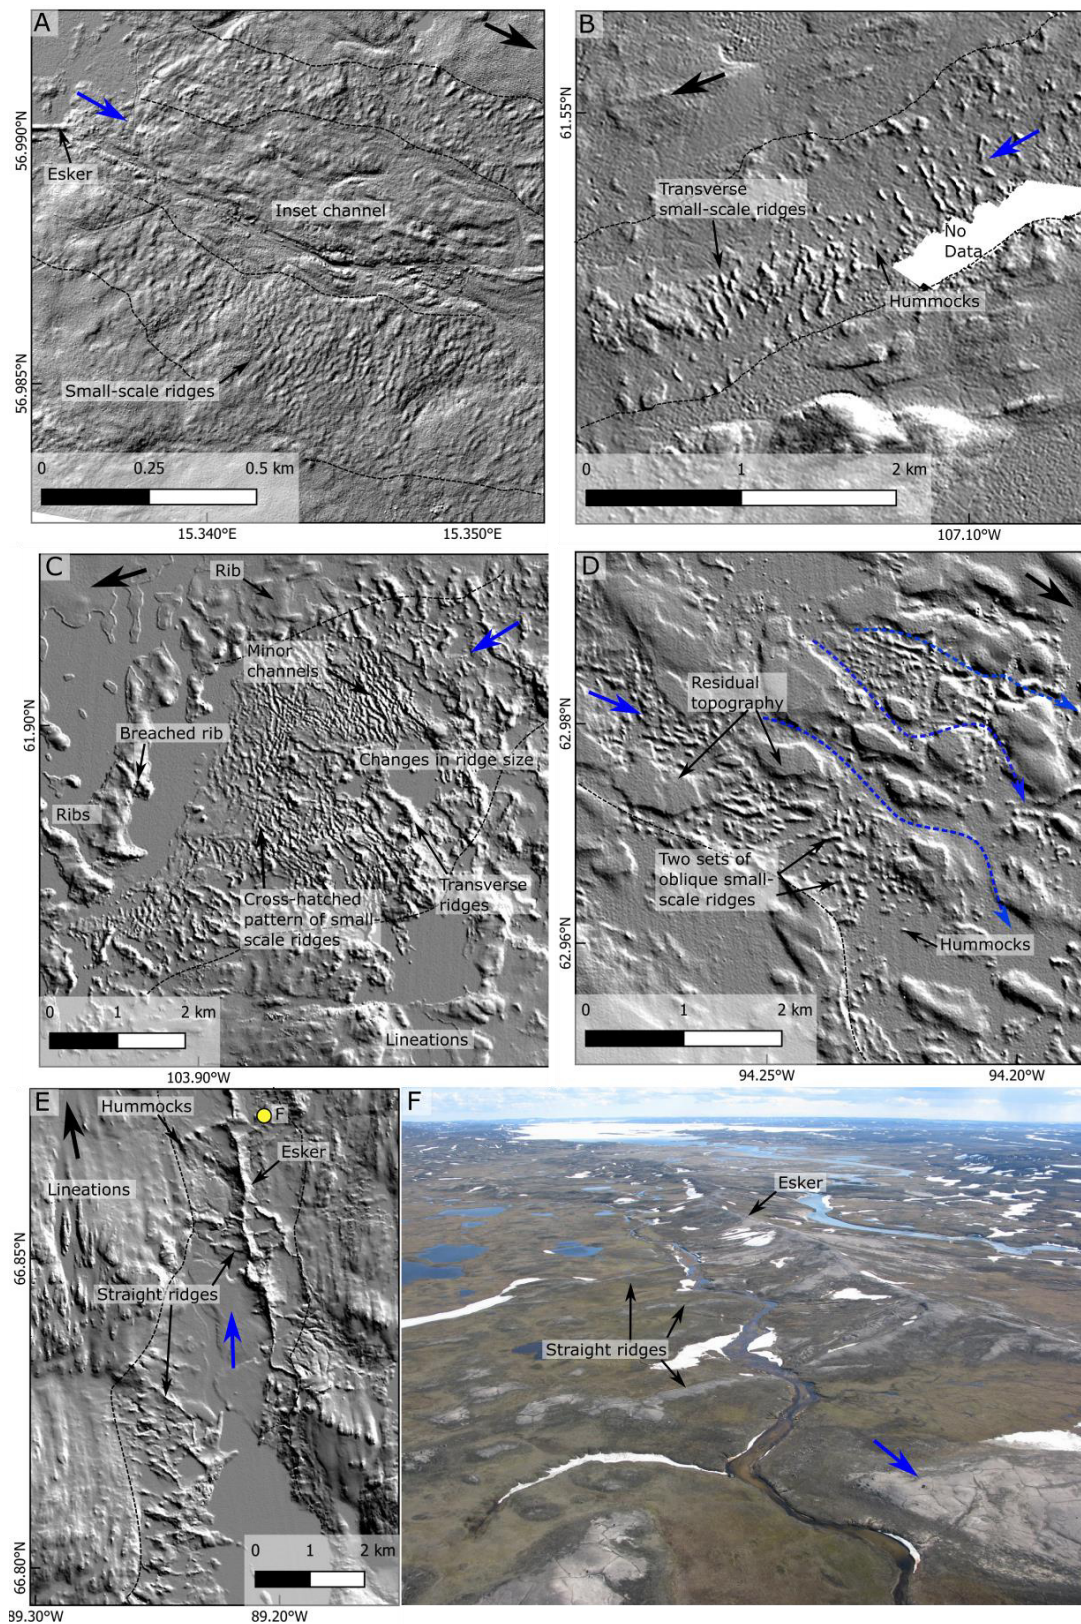 A
56.990°N
56.985°N
Esker
Inset channel
Small-scale ridges
0 0.25 0.5 km
15.340°E 15.350°E
B
61.55°N
Transverse
small-scale ridges
No
Data
Hummocks
0 1 2 km
107.10°W
C
Rib
Minor
channels
61.90°N
Breached rib
Changes in ridge size
Ribs
Cross-hatched
pattern of small-
scale ridges
Transverse
ridges
0 1 2 km
Lineations
103.90°W
D
62.98°N
62.96°N
Residual
topography
Two sets of
oblique small-
scale ridges
Hummocks
0 1 2 km
94.25°W 94.20°W
E
Hummocks
F
Esker
Lineations
66.85°N
Straight ridges
66.80°N
0 1 2 km
89.30°W 89.20°W
F
Esker
Straight ridges